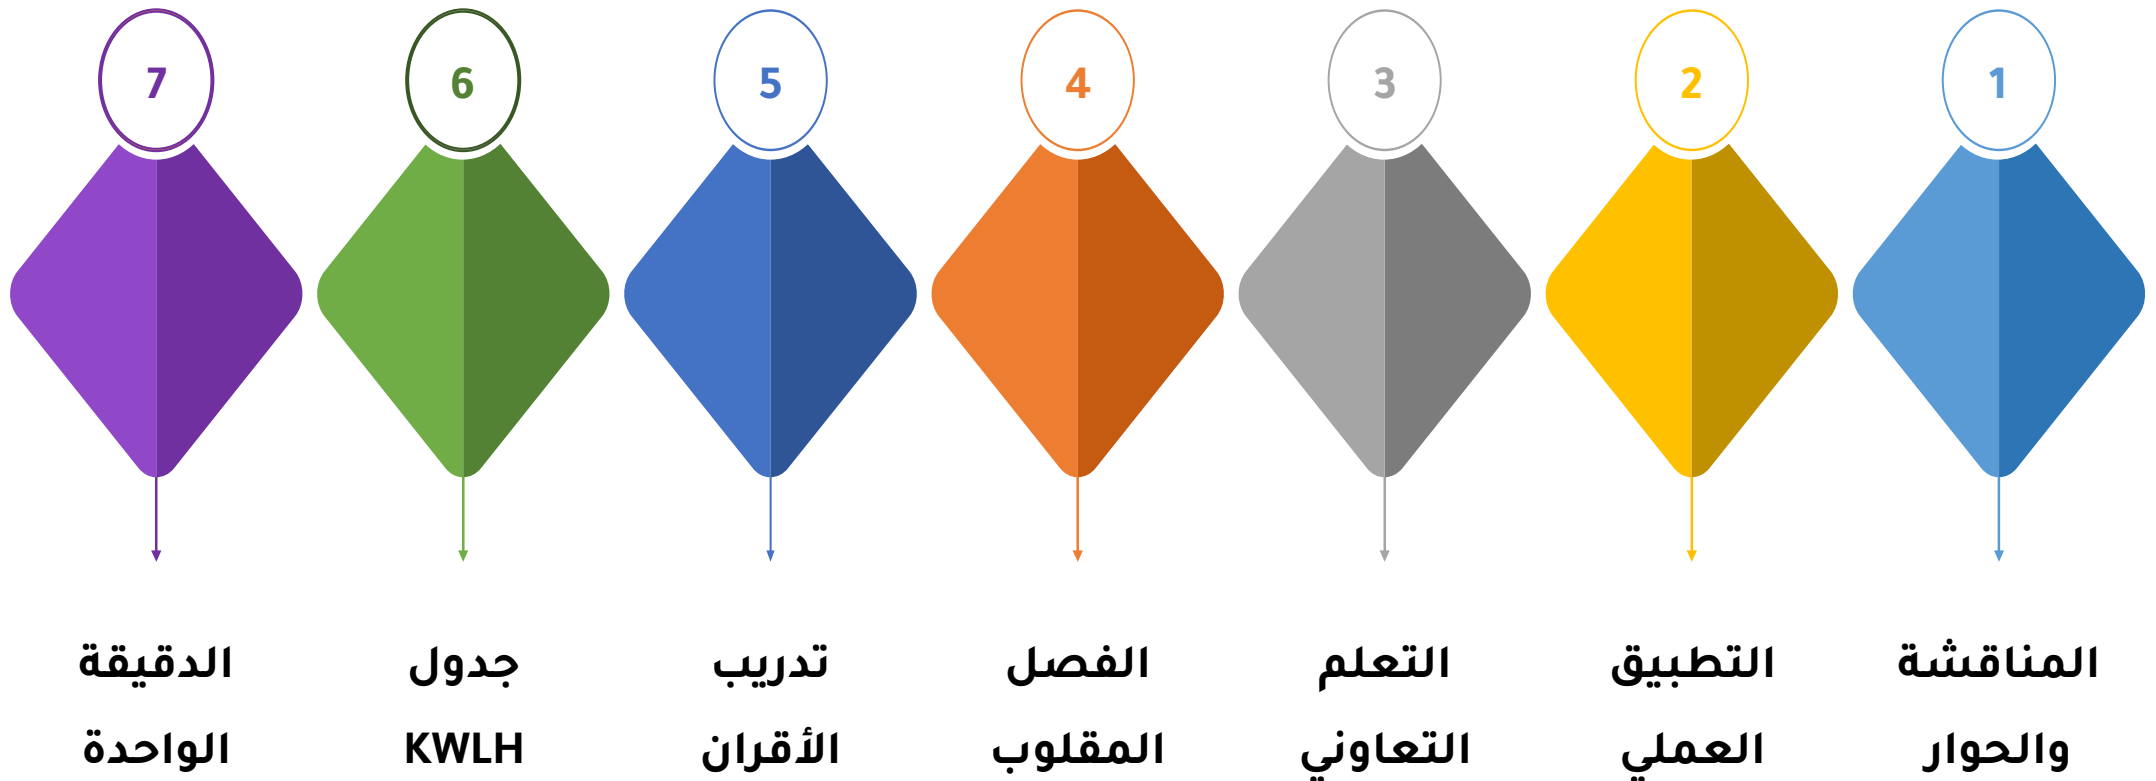 1
المناقشة
والحوار
2
التطبيق
العملي
3
التعلم
التعاوني
4
الفصل
المقلوب
5
تدريب
الأقران
6
جدول
KWLH
7
الدقيقة
الواحدة